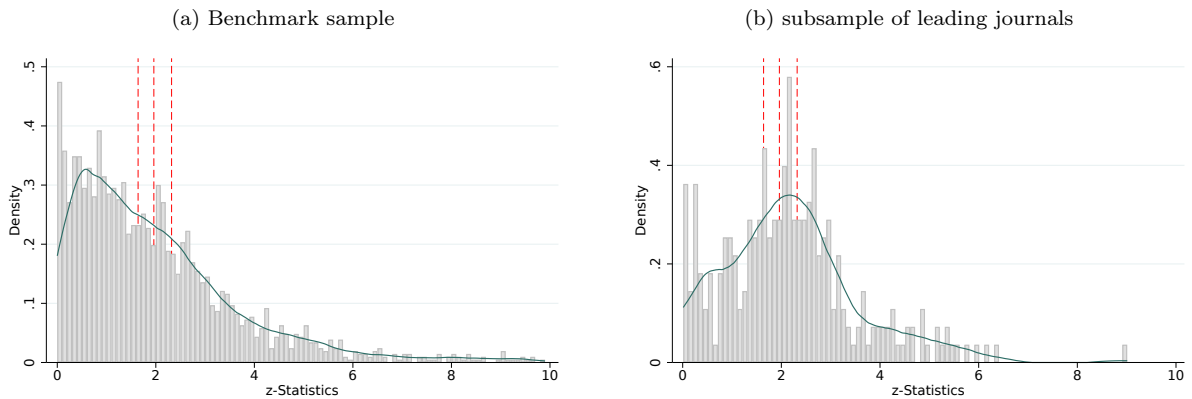 (a) Benchmark sample
(b) subsample of leading journals
.5
.4
.3
.2
.1
0
Density
0 2 4 6 8 10
z-Statistics
.6
.4
.2
0
Density
0 2 4 6 8 10
z-Statistics